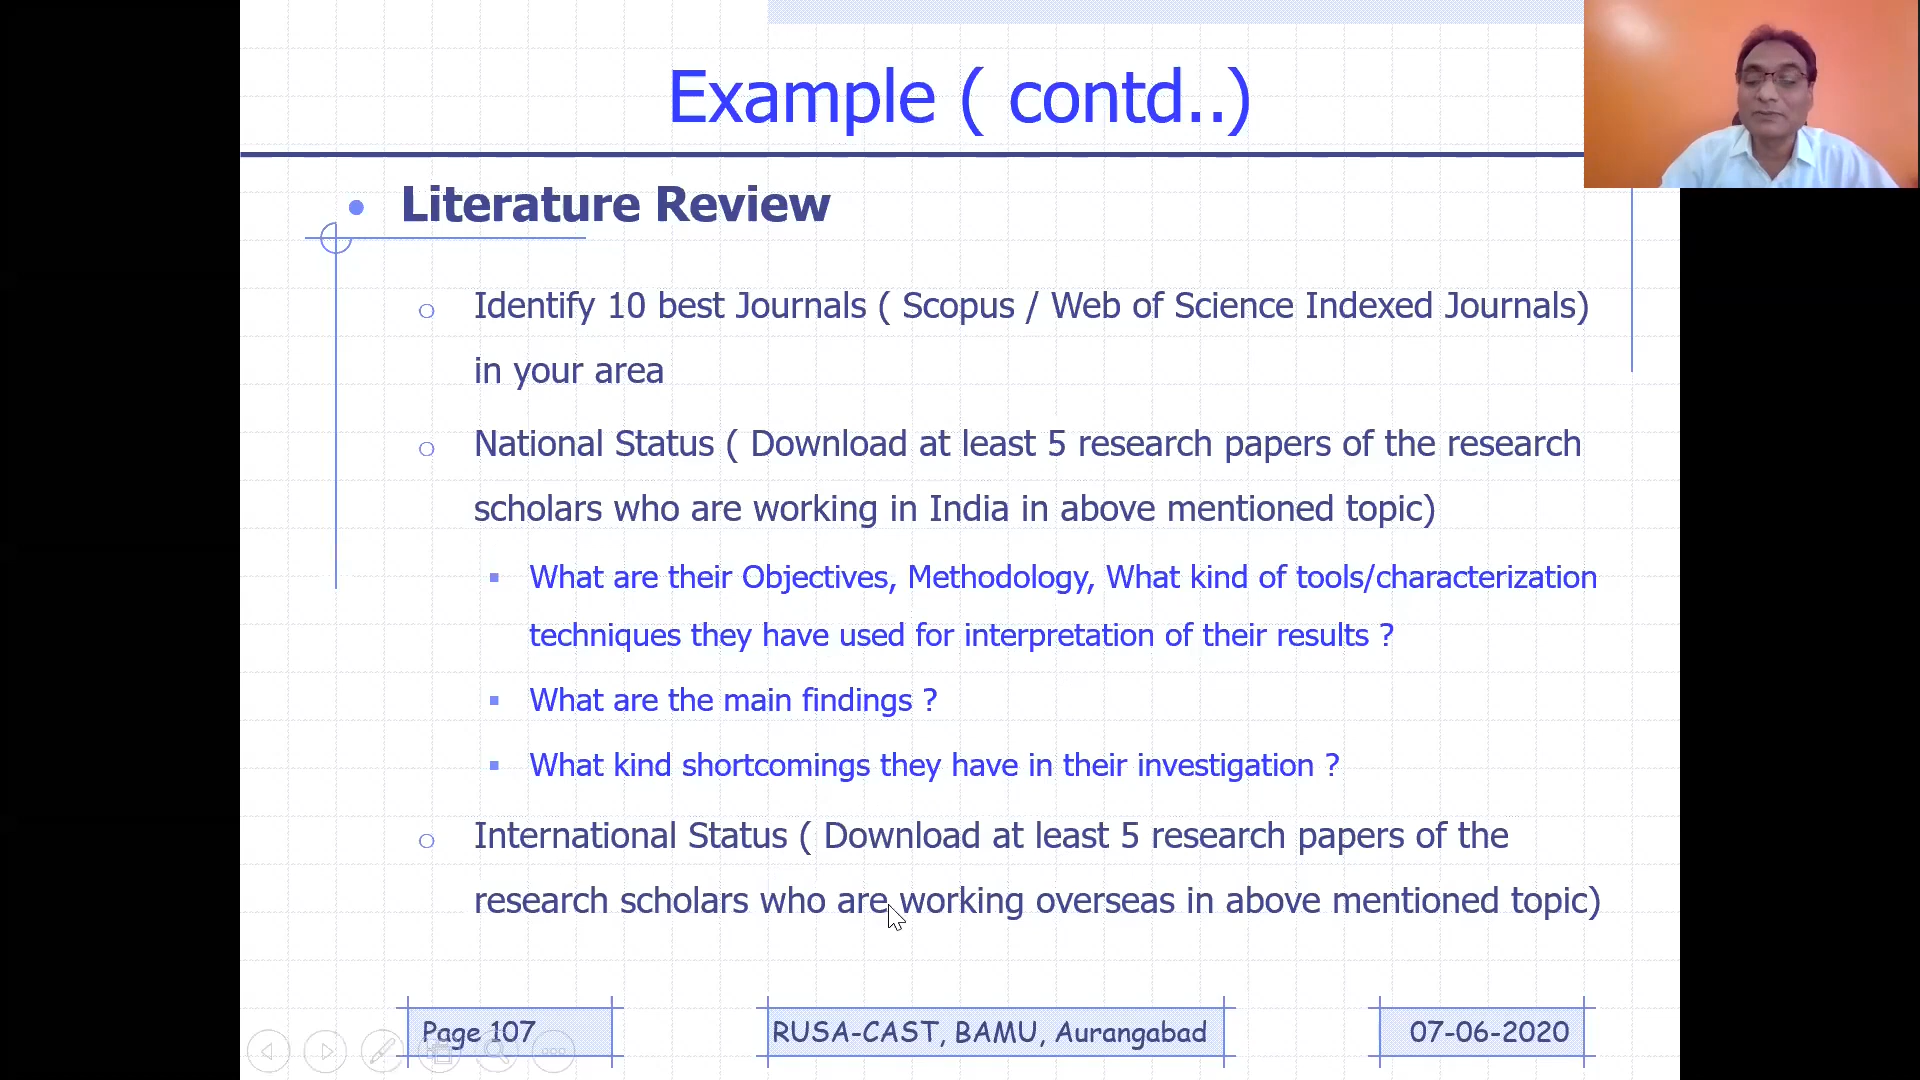 Example ( contd..)
Literature Review
Identify 10 best Journals ( Scopus / Web of Science Indexed Journals)
in your area
National Status ( Download at least 5 research papers of the research
scholars who are working in India in above mentioned topic)
What are their Objectives, Methodology, What kind of tools/characterization
techniques they have used for interpretation of their results ?
What are the main findings ?
What kind shortcomings they have in their investigation ?
International Status ( Download at least 5 research papers of the
research scholars who are working overseas in above mentioned topic)
Page 107
RUSA-CAST, BAMU, Aurangabad
07-06-2020